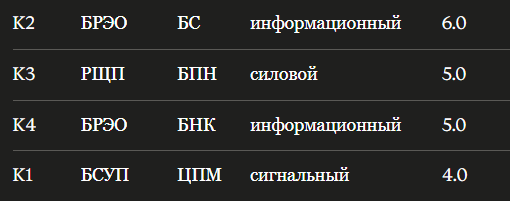 К2 БРЭО БС информационный 6.0
К3 РЩП БПН силовой 5.0
К4 БРЭО БНК информационный 5.0
К1 БСУП ЦПМ сигнальный 4.0